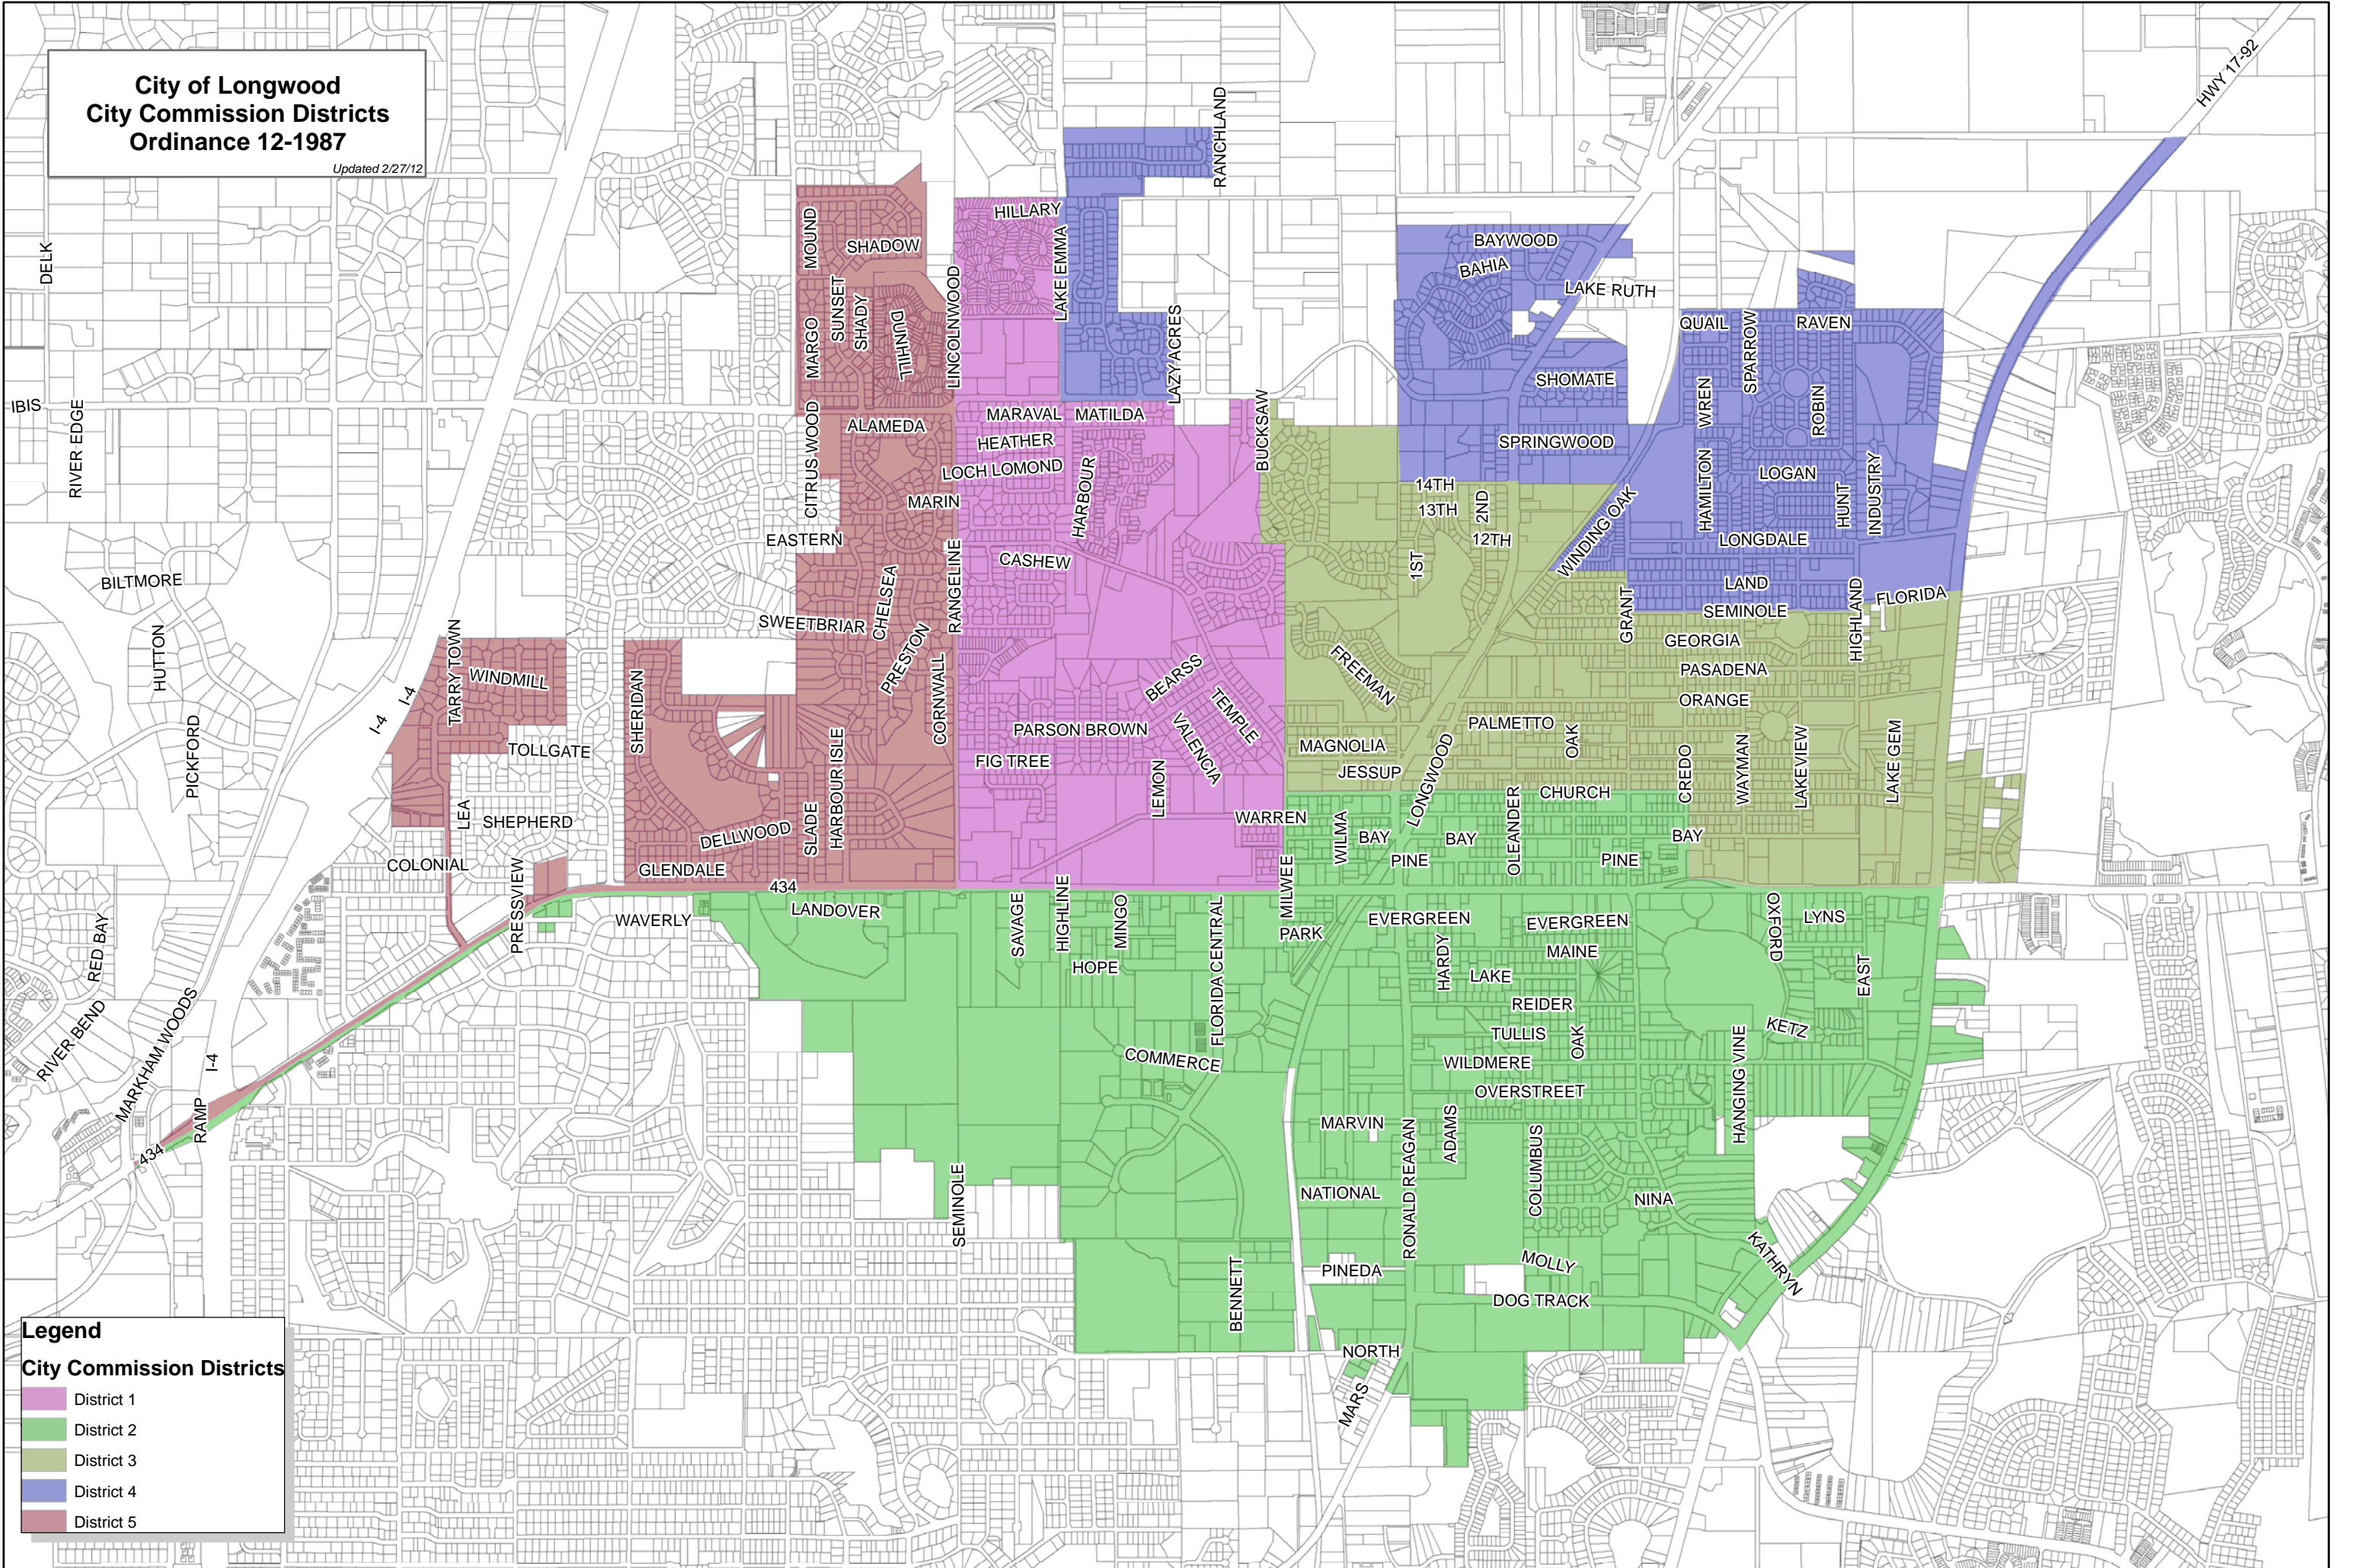 City of Longwood
City Commission Districts
Ordinance 12-1987
Updated 2/27/12
HWY 17-92
RANCHLAND
HILLARY
MOUND
SHADOW
DELK
LAKE EMMA
BAYWOOD
BAHIA
LAKE RUTH
SUNSET
SHADY
DUNHILL
LINCOLNWOOD
MARGO
LAZY ACRES
QUAIL
SPARROW
RAVEN
SHOMATE
IBIS
RIVER EDGE
CITRUS WOOD
ALAMEDA
MARAVAL
MATILDA
BUCKSAW
WREN
ROBIN
HEATHER
LOCH LOMOND
HARBOUR
SPRINGWOOD
MARIN
14TH
13TH
2ND
12TH
1ST
WINDING OAK
HAMILTON
LOGAN
HUNT
INDUSTRY
EASTERN
RANGELINE
CASHEW
LONGDALE
BILTMORE
CHELSEA
LAND
SEMINOLE
HIGHLAND
FLORIDA
GRANT
SWEETBRIAR
HUTTON
TARRY TOWN
WINDMILL
PRESTON
GEORGIA
PASADENA
FREEMAN
BEARSS
TEMPLE
VALENCIA
ORANGE
I-4
I-4
SHERIDAN
CORNWALL
PARSON BROWN
PALMETTO
OAK
PICKFORD
TOLLGATE
MAGNOLIA
FIG TREE
JESSUP
LONGWOOD
CREDO
WAYMAN
LAKEVIEW
LAKE GEM
LEMON
CHURCH
LEA
SHEPHERD
SLADE
HARBOUR ISLE
DELLWOOD
WARREN
WILMA
BAY
BAY
OLEANDER
BAY
COLONIAL
PRESSVIEW
GLENDALE
PINE
PINE
434
MILWEE
RED BAY
WAVERLY
LANDOVER
SAVAGE
HIGHLINE
MINGO
FLORIDA CENTRAL
PARK
EVERGREEN
EVERGREEN
OXFORD
LYNS
MAINE
HOPE
HARDY
LAKE
EAST
REIDER
RIVER BEND
MARKHAM WOODS
I-4
TULLIS
OAK
KETZ
COMMERCE
WILDMERE
HANGING VINE
OVERSTREET
RAMP
434
MARVIN
RONALD REAGAN
ADAMS
COLUMBUS
SEMINOLE
NATIONAL
NINA
KATHRYN
MOLLY
BENNETT
PINEDA
DOG TRACK
NORTH
MARS
Legend
City Commission Districts
District 1
District 2
District 3
District 4
District 5